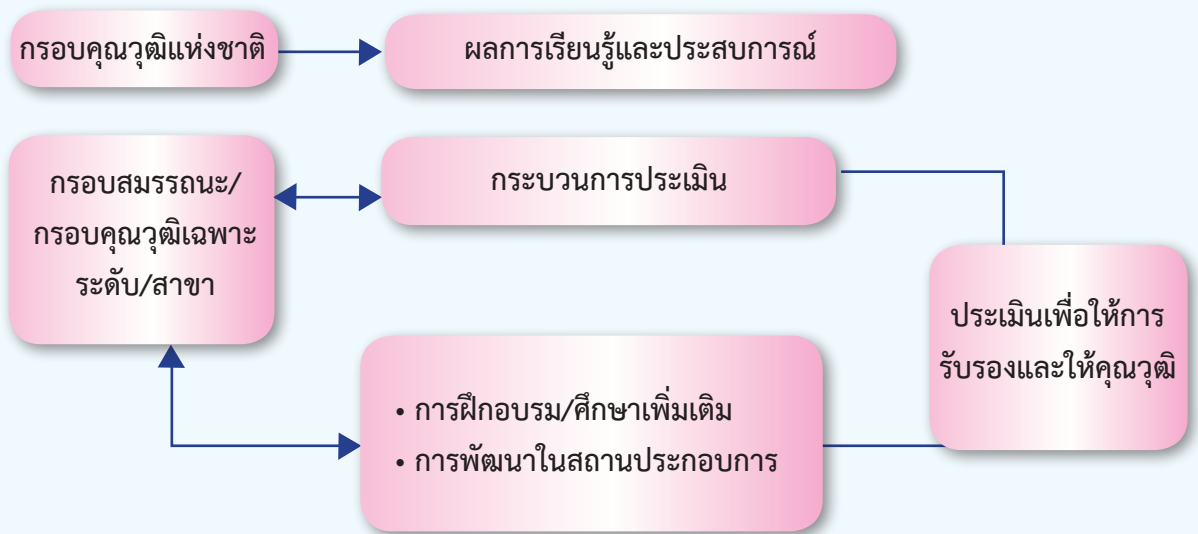 กรอบคุณวุฒิแห่งชาติ
ผลการเรียนรู้และประสบการณ์
กรอบสมรรถนะ/
กรอบคุณวุฒิเฉพาะ
ระดับ/สาขา
กระบวนการประเมิน
ประเมินเพื่อให้การ
รับรองและให้คุณวุฒิ
• การฝึกอบรม/ศึกษาเพิ่มเติม
• การพัฒนาในสถานประกอบการ